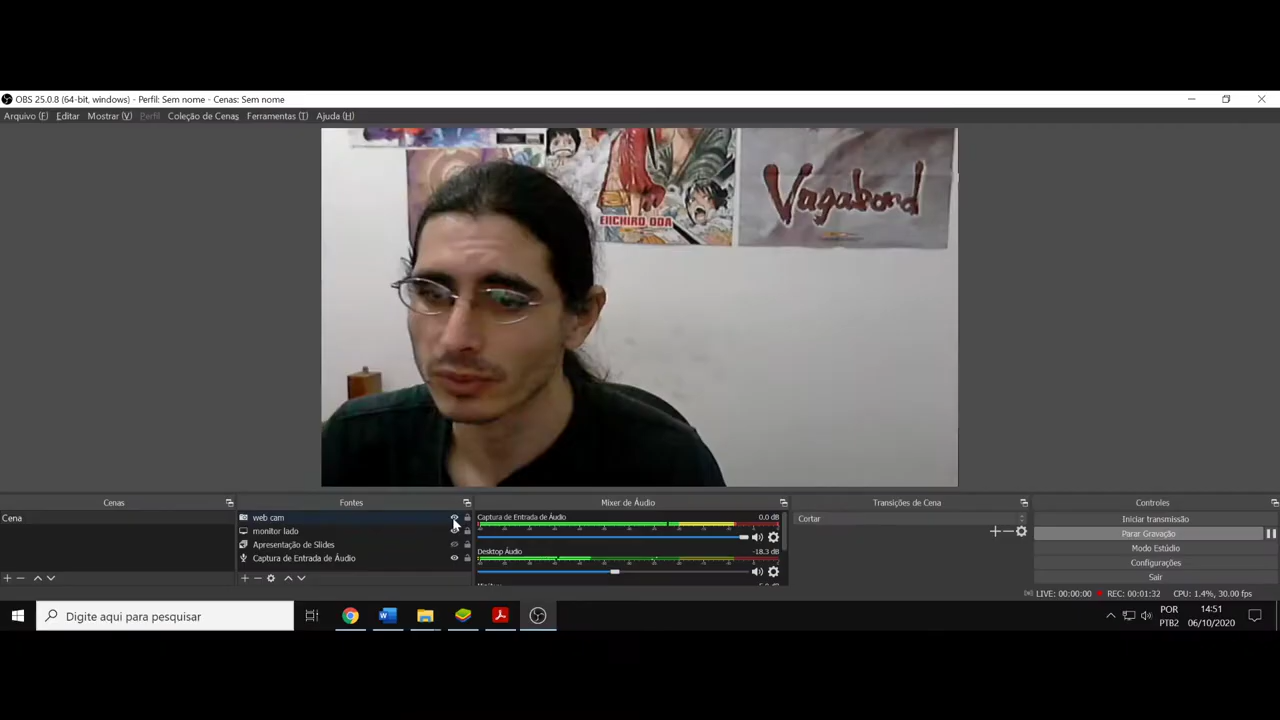 OBS 25.0.8 (64-bit, windows) - Perfil: Sem nome - Cenas: Sem nome
Arquivo (F) Editar Mostrar (V) Perfil Coleção de Cenas Ferramentas (T) Ajuda (H)
EIICHIRO ODA
Vagabond
Cenas
Cena
Fontes
web cam
monitor lado
Apresentação de Slides
Captura de Entrada de Áudio
Mixer de Áudio
Captura de Entrada de Áudio 0.0 dB
Desktop Áudio -18.3 dB
Transições de Cena
Cortar
Controles
Iniciar transmissão
Parar Gravação
Modo Estúdio
Configurações
Sair
LIVE: 00:00:00 REC: 00:01:32 CPU: 1.4%, 30.00 fps
Digite aqui para pesquisar
POR
PTB2
14:51
06/10/2020